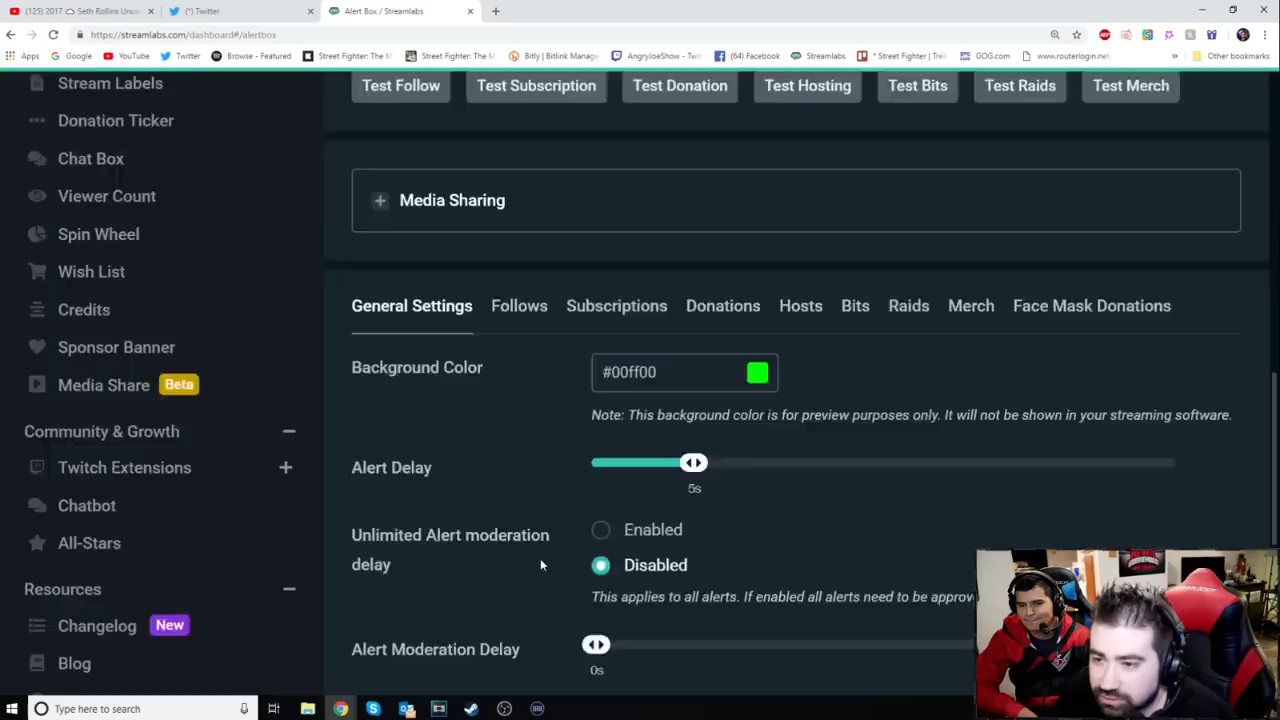 (125) 2017 Seth Rollins Unus
(*) Twitter
Alert Box / Streamlabs
https://streamlabs.com/dashboard#/alertbox
Apps
Google
YouTube
Twitter
Browse - Featured
Street Fighter: The M
Street Fighter: The M
Bitly | Bitlink Manage
AngryJoeShow - Twit
(64) Facebook
Streamlabs
* Street Fighter | Trel
GOG.com
www.routerlogin.net
»
Other bookmarks
Stream Labels
Donation Ticker
Chat Box
Viewer Count
Spin Wheel
Wish List
Credits
Sponsor Banner
Media Share Beta
Community & Growth
Twitch Extensions
Chatbot
All-Stars
Resources
Changelog New
Blog
Test Follow
Test Subscription
Test Donation
Test Hosting
Test Bits
Test Raids
Test Merch
Media Sharing
General Settings
Follows
Subscriptions
Donations
Hosts
Bits
Raids
Merch
Face Mask Donations
Background Color
#00ff00
Note: This background color is for preview purposes only. It will not be shown in your streaming software.
Alert Delay
5s
Unlimited Alert moderation
delay
Enabled
Disabled
This applies to all alerts. If enabled all alerts need to be approv
Alert Moderation Delay
0s
Type here to search